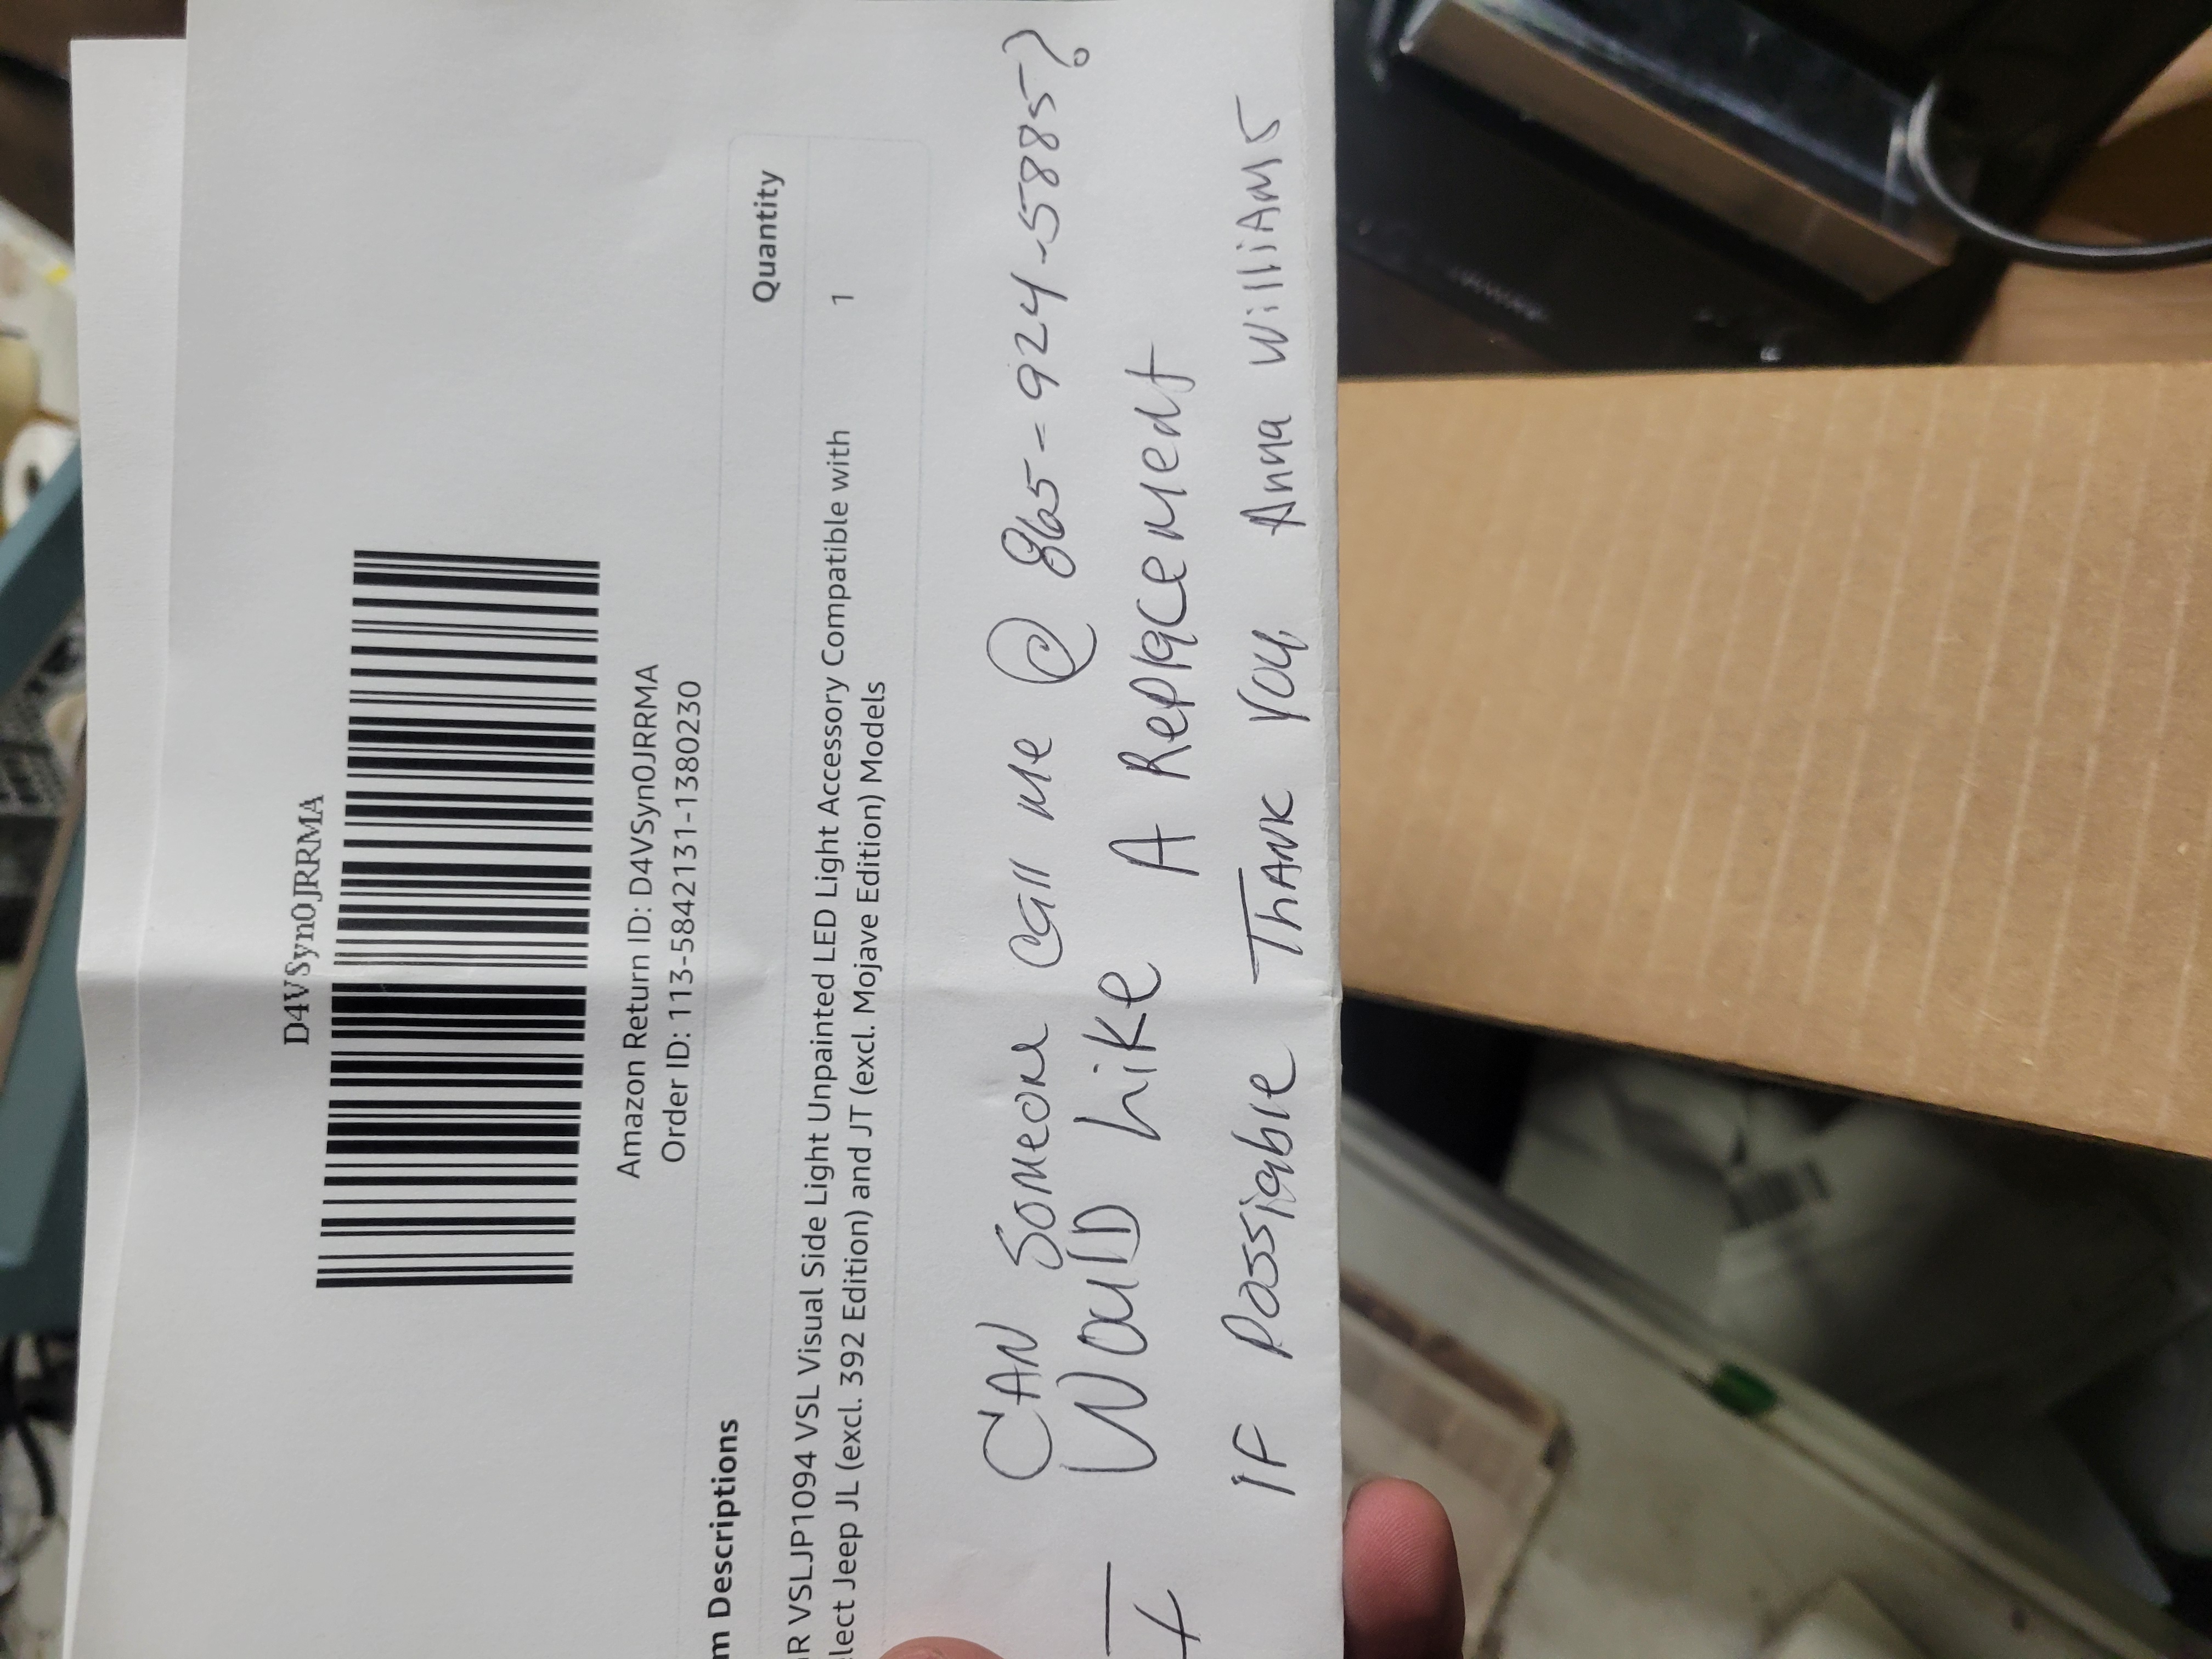 D4VSyn0JRRMA
Amazon Return ID: D4VSyn0JRRMA
Order ID: 113-5842131-1380230
m Descriptions
Quantity
R VSLJP1094 VSL Visual Side Light Unpainted LED Light Accessory Compatible with
1
lect Jeep JL (excl. 392 Edition) and JT (excl. Mojave Edition) Models
CAN Someone call me @ 865-924-5885?
I Would Like A Replacement
IF Possiable Thank you, Anna Williams